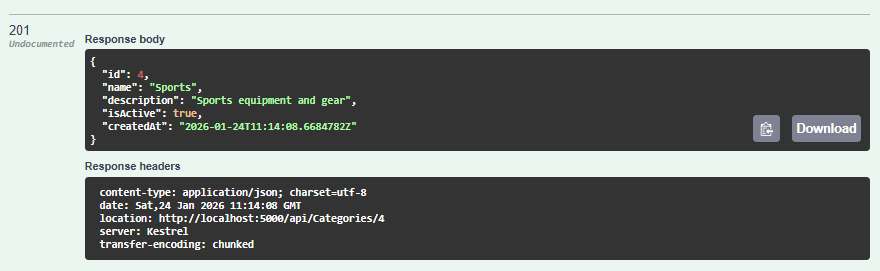 201
Undocumented
Response body
{
  "id": 4,
  "name": "Sports",
  "description": "Sports equipment and gear",
  "isActive": true,
  "createdAt": "2026-01-24T11:14:08.6684782Z"
}
Download
Response headers
content-type: application/json; charset=utf-8
date: Sat,24 Jan 2026 11:14:08 GMT
location: http://localhost:5000/api/Categories/4
server: Kestrel
transfer-encoding: chunked